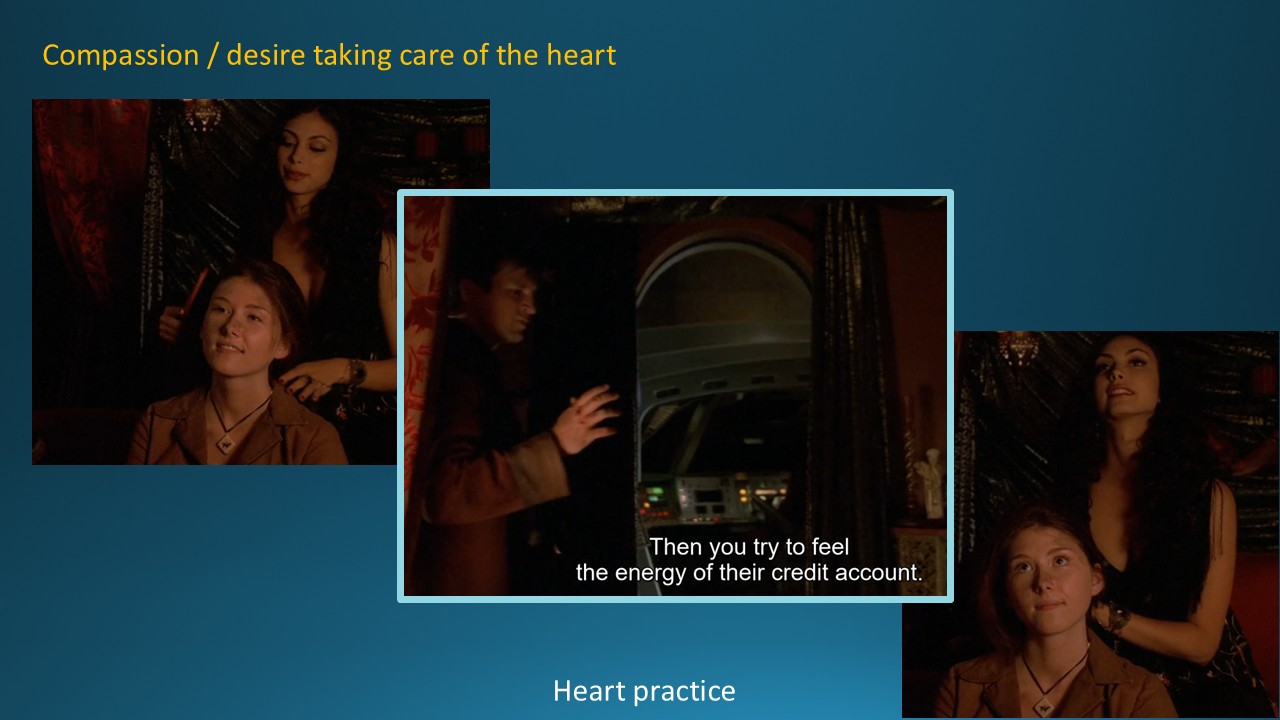 Compassion / desire taking care of the heart
Then you try to feel
the energy of their credit account.
Heart practice